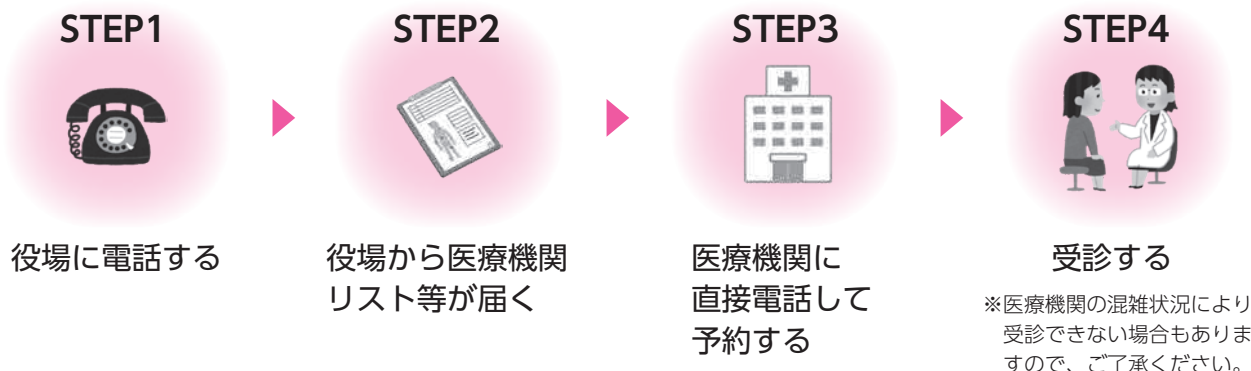 STEP1
役場に電話する
STEP2
役場から医療機関
リスト等が届く
STEP3
医療機関に
直接電話して
予約する
STEP4
受診する
※医療機関の混雑状況により
受診できない場合もありま
すので、ご了承ください。